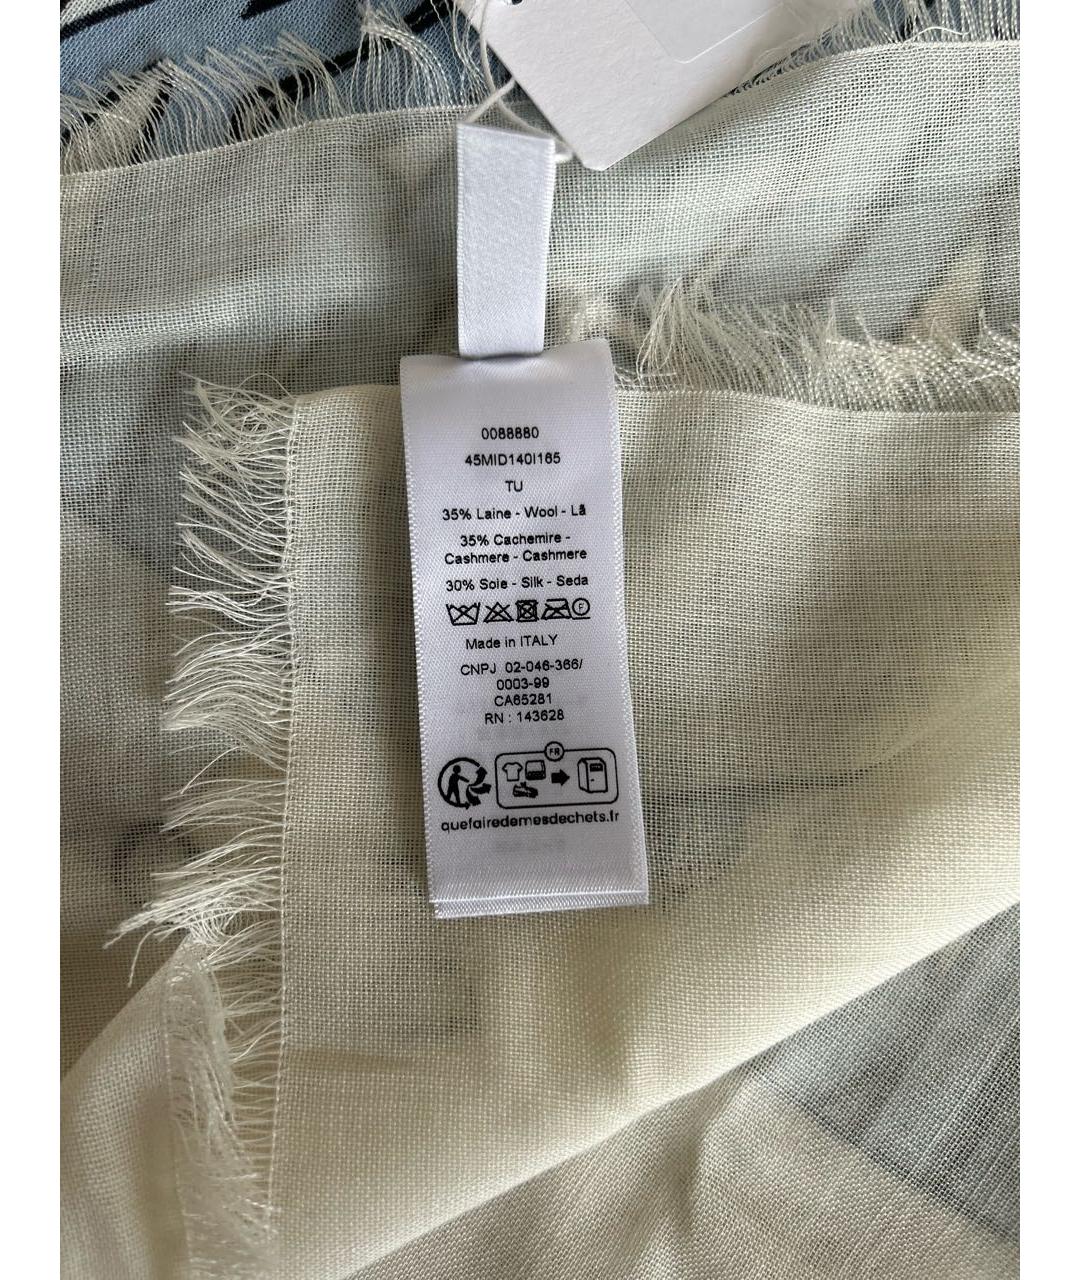 0088880
45MID140I165
TU
35% Laine - Wool - Lã
35% Cachemire -
Cashmere - Cashmere
30% Soie - Silk - Seda
F
Made in ITALY
CNPJ 02-046-366/
0003-99
CA65281
RN : 143628
FR
quefairedemesdechets.fr